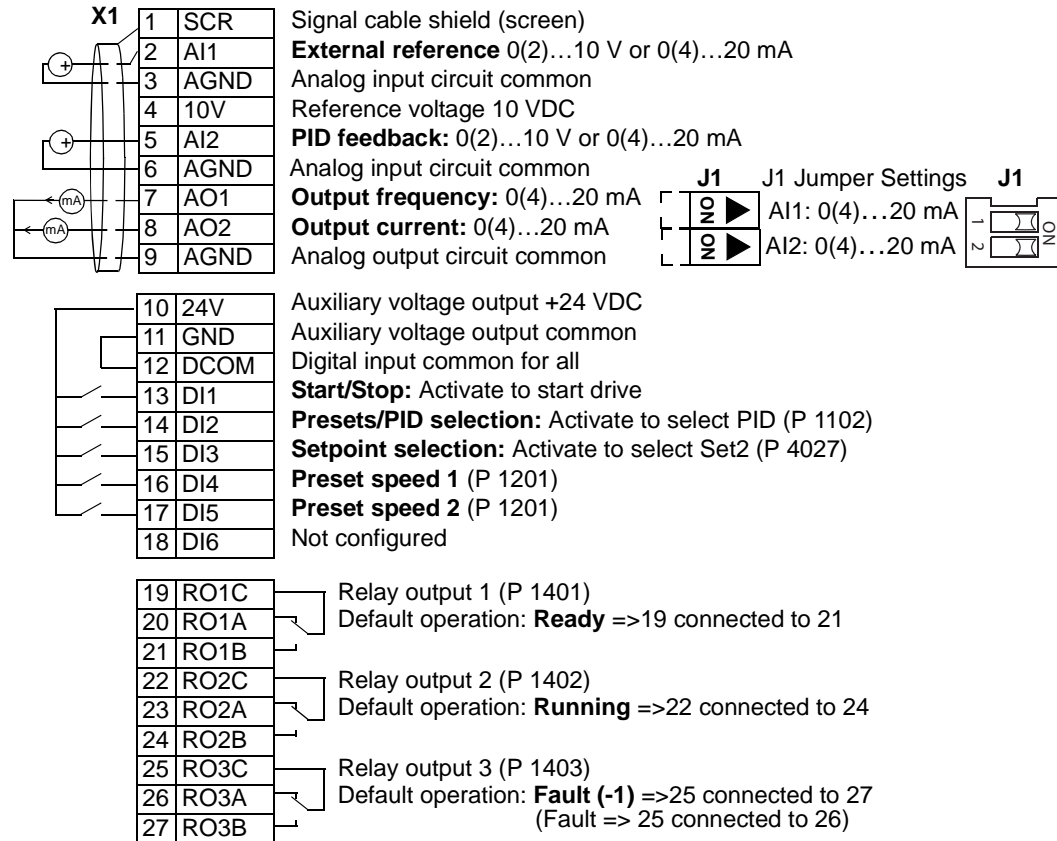 X1
1 SCR Signal cable shield (screen)
2 AI1 External reference 0(2)…10 V or 0(4)…20 mA
3 AGND Analog input circuit common
4 10V Reference voltage 10 VDC
5 AI2 PID feedback: 0(2)…10 V or 0(4)…20 mA
6 AGND Analog input circuit common
7 AO1 Output frequency: 0(4)…20 mA
8 AO2 Output current: 0(4)…20 mA
9 AGND Analog output circuit common
+
+
mA
mA
J1 J1 Jumper Settings J1
ON AI1: 0(4)…20 mA
ON AI2: 0(4)…20 mA
1
2
ON
10 24V Auxiliary voltage output +24 VDC
11 GND Auxiliary voltage output common
12 DCOM Digital input common for all
13 DI1 Start/Stop: Activate to start drive
14 DI2 Presets/PID selection: Activate to select PID (P 1102)
15 DI3 Setpoint selection: Activate to select Set2 (P 4027)
16 DI4 Preset speed 1 (P 1201)
17 DI5 Preset speed 2 (P 1201)
18 DI6 Not configured
19 RO1C Relay output 1 (P 1401)
20 RO1A Default operation: Ready =>19 connected to 21
21 RO1B
22 RO2C Relay output 2 (P 1402)
23 RO2A Default operation: Running =>22 connected to 24
24 RO2B
25 RO3C Relay output 3 (P 1403)
26 RO3A Default operation: Fault (-1) =>25 connected to 27
27 RO3B (Fault => 25 connected to 26)